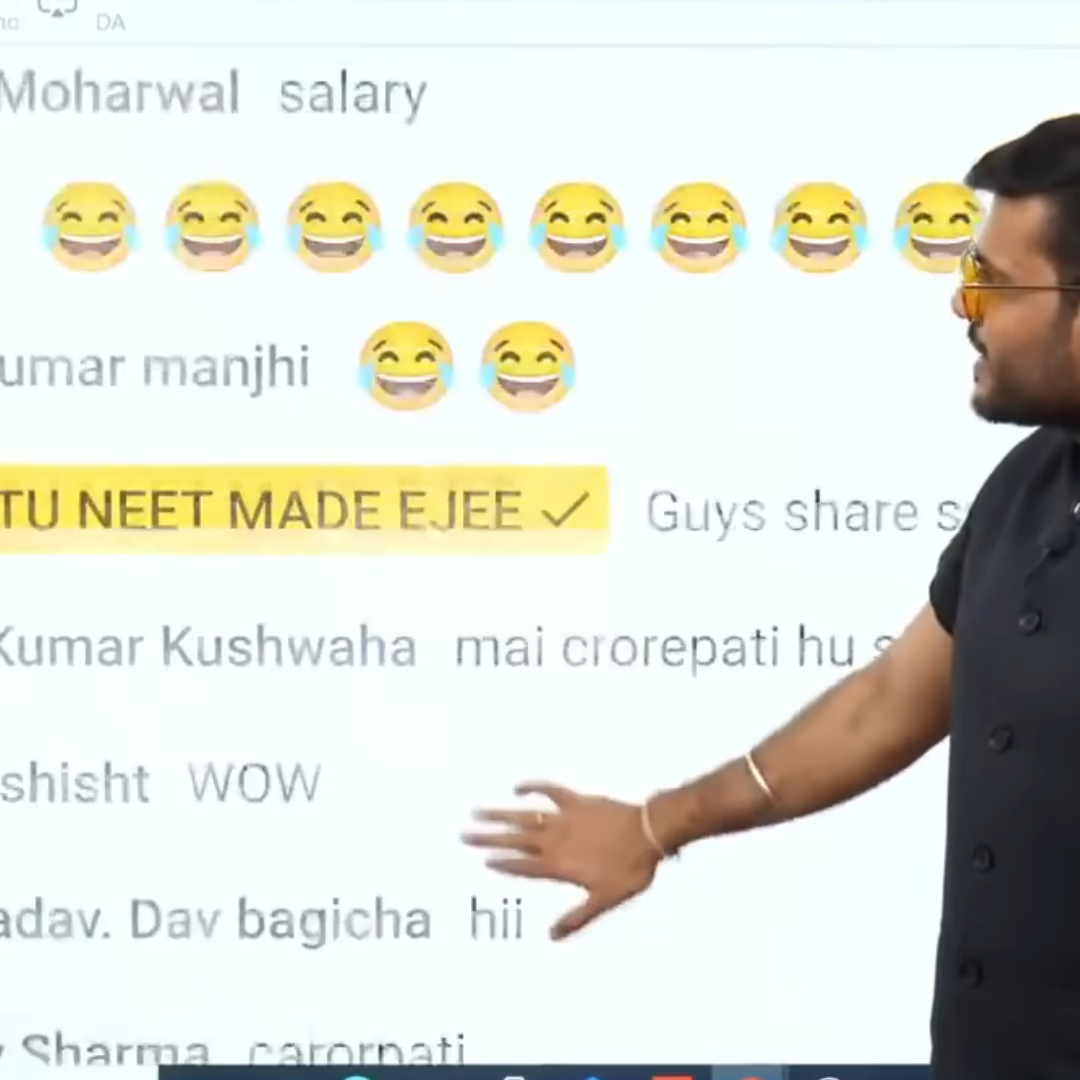 DA
Moharwal salary
😂😂😂😂😂😂😂😂
umar manjhi 😂😂
TU NEET MADE EJEE ✓ Guys share s
Kumar Kushwaha mai crorepati hu s
shisht WOW
adav. Dav bagicha hii
Sharma carorpati